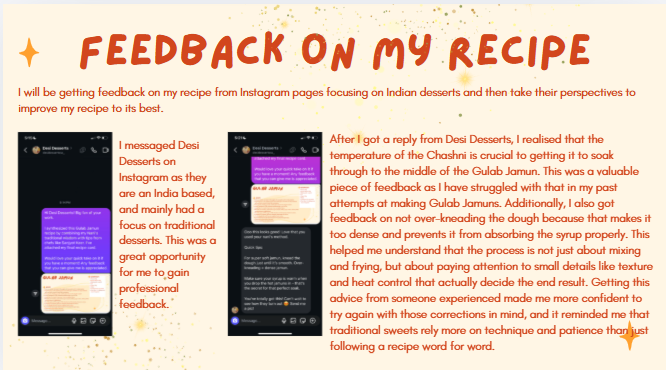 FEEDBACK ON MY RECIPE
I will be getting feedback on my recipe from Instagram pages focusing on Indian desserts and then take their perspectives to
improve my recipe to its best.
I messaged Desi
Desserts on
Instagram as they
are an India based,
and mainly had a
focus on traditional
desserts. This was a
great opportunity
for me to gain
professional
feedback.
Desi Desserts
Message...
Desi Desserts
Message...
After I got a reply from Desi Desserts, I realised that the
temperature of the Chashni is crucial to getting it to soak
through to the middle of the Gulab Jamun. This was a valuable
piece of feedback as I have struggled with that in my past
attempts at making Gulab Jamuns. Additionally, I also got
feedback on not over-kneading the dough because that makes it
too dense and prevents it from absorbing the syrup properly. This
helped me understand that the process is not just about mixing
and frying, but about paying attention to small details like texture
and heat control that actually decide the end result. Getting this
advice from someone experienced made me more confident to
try again with those corrections in mind, and it reminded me that
traditional sweets rely more on technique and patience than just
following a recipe word for word.